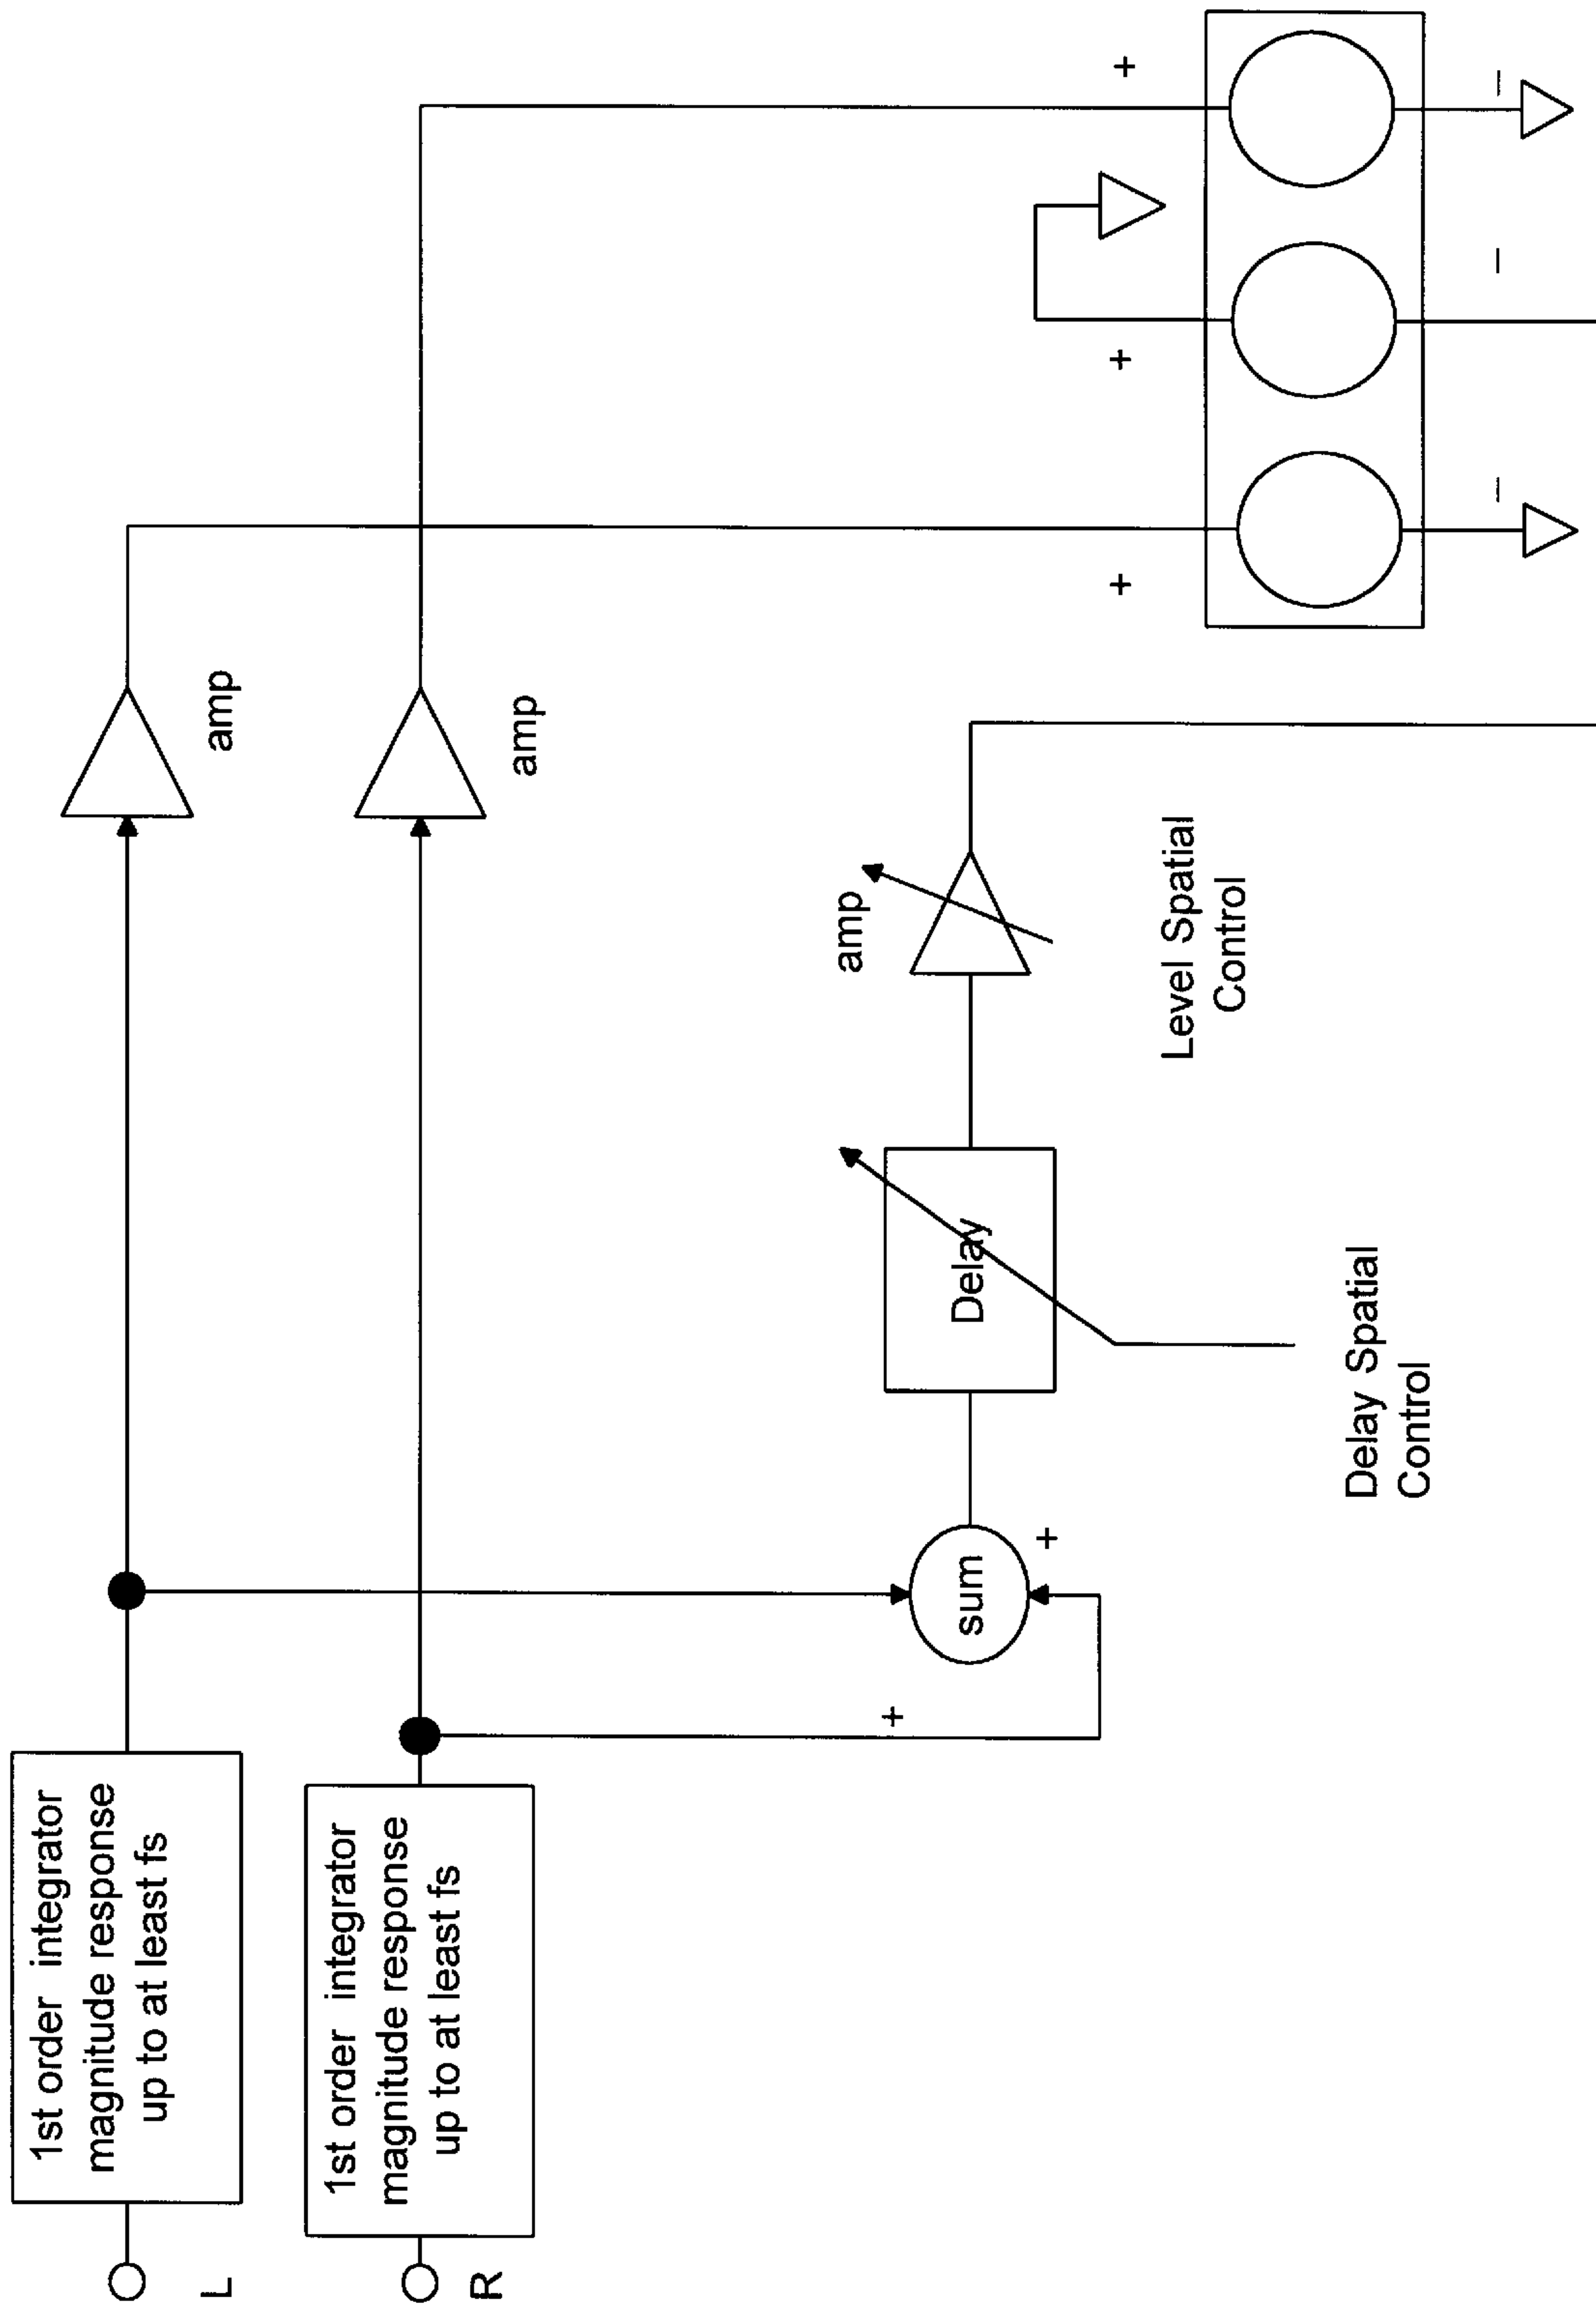 1st order integrator
magnitude response
up to at least fs
L
amp
1st order integrator
magnitude response
up to at least fs
R
amp
+
sum
+
Delay
amp
Level Spatial
Control
Delay Spatial
Control
+
+
+
−
−
−